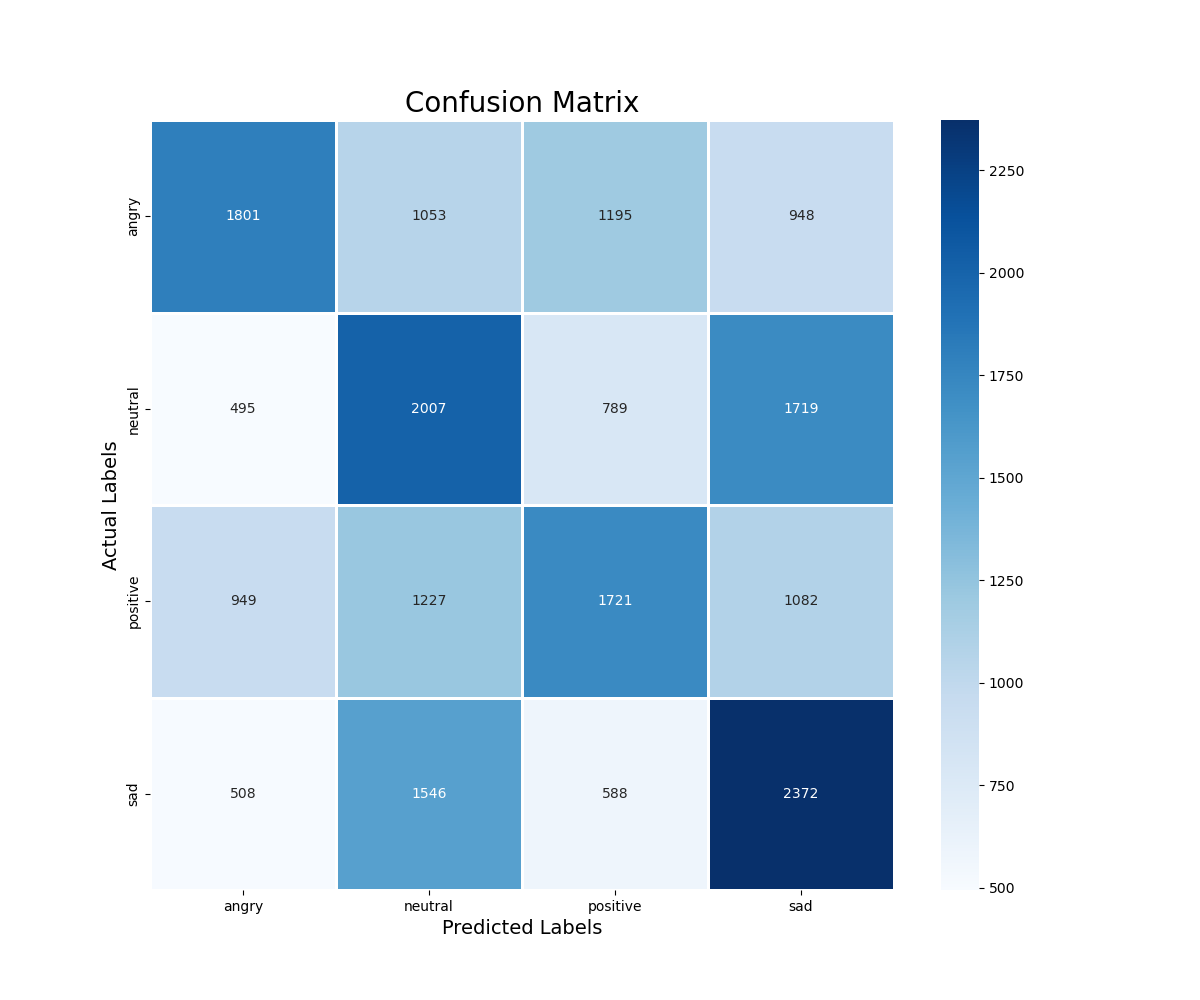 Confusion Matrix
Actual Labels
angry 1801 1053 1195 948
neutral 495 2007 789 1719
positive 949 1227 1721 1082
sad 508 1546 588 2372
angry neutral positive sad
Predicted Labels
2250
2000
1750
1500
1250
1000
750
500